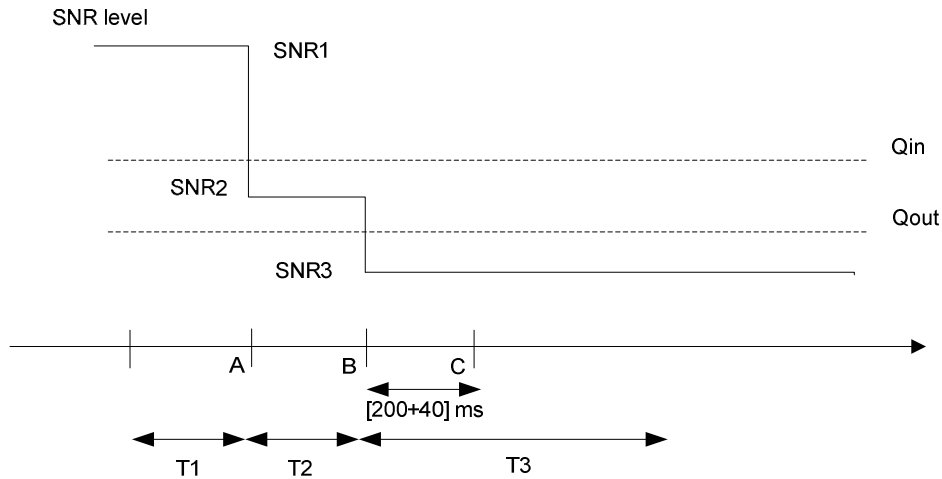 SNR level
SNR1
Qin
SNR2
Qout
SNR3
A
B
C
[200+40] ms
T1
T2
T3